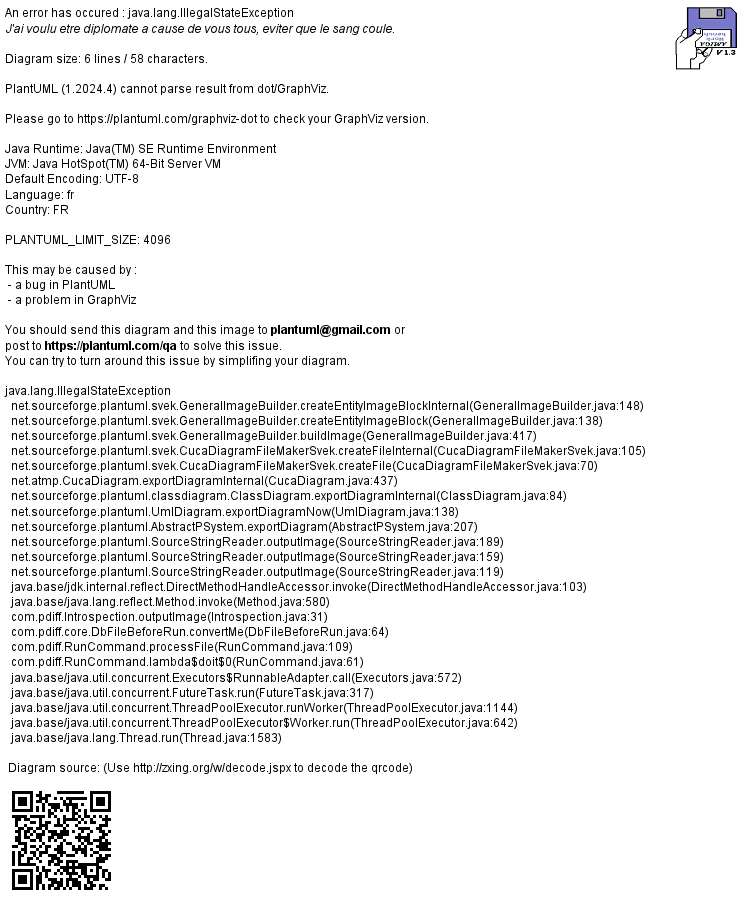 An error has occured : java.lang.IllegalStateException
J'ai voulu etre diplomate a cause de vous tous, eviter que le sang coule.
Diagram size: 6 lines / 58 characters.
PlantUML (1.2024.4) cannot parse result from dot/GraphViz.
Please go to https://plantuml.com/graphviz-dot to check your GraphViz version.
Java Runtime: Java(TM) SE Runtime Environment
JVM: Java HotSpot(TM) 64-Bit Server VM
Default Encoding: UTF-8
Language: fr
Country: FR
PLANTUML_LIMIT_SIZE: 4096
This may be caused by :
- a bug in PlantUML
- a problem in GraphViz
You should send this diagram and this image to plantuml@gmail.com or
post to https://plantuml.com/qa to solve this issue.
You can try to turn around this issue by simplifing your diagram.
java.lang.IllegalStateException
net.sourceforge.plantuml.svek.GeneralImageBuilder.createEntityImageBlockInternal(GeneralImageBuilder.java:148)
net.sourceforge.plantuml.svek.GeneralImageBuilder.createEntityImageBlock(GeneralImageBuilder.java:138)
net.sourceforge.plantuml.svek.GeneralImageBuilder.buildImage(GeneralImageBuilder.java:417)
net.sourceforge.plantuml.svek.CucaDiagramFileMakerSvek.createFileInternal(CucaDiagramFileMakerSvek.java:105)
net.sourceforge.plantuml.svek.CucaDiagramFileMakerSvek.createFile(CucaDiagramFileMakerSvek.java:70)
net.atmp.CucaDiagram.exportDiagramInternal(CucaDiagram.java:437)
net.sourceforge.plantuml.classdiagram.ClassDiagram.exportDiagramInternal(ClassDiagram.java:84)
net.sourceforge.plantuml.UmlDiagram.exportDiagramNow(UmlDiagram.java:138)
net.sourceforge.plantuml.AbstractPSystem.exportDiagram(AbstractPSystem.java:207)
net.sourceforge.plantuml.SourceStringReader.outputImage(SourceStringReader.java:189)
net.sourceforge.plantuml.SourceStringReader.outputImage(SourceStringReader.java:159)
net.sourceforge.plantuml.SourceStringReader.outputImage(SourceStringReader.java:119)
java.base/jdk.internal.reflect.DirectMethodHandleAccessor.invoke(DirectMethodHandleAccessor.java:103)
java.base/java.lang.reflect.Method.invoke(Method.java:580)
com.pdiff.Introspection.outputImage(Introspection.java:31)
com.pdiff.core.DbFileBeforeRun.convertMe(DbFileBeforeRun.java:64)
com.pdiff.RunCommand.processFile(RunCommand.java:109)
com.pdiff.RunCommand.lambda$doit$0(RunCommand.java:61)
java.base/java.util.concurrent.Executors$RunnableAdapter.call(Executors.java:572)
java.base/java.util.concurrent.FutureTask.run(FutureTask.java:317)
java.base/java.util.concurrent.ThreadPoolExecutor.runWorker(ThreadPoolExecutor.java:1144)
java.base/java.util.concurrent.ThreadPoolExecutor$Worker.run(ThreadPoolExecutor.java:642)
java.base/java.lang.Thread.run(Thread.java:1583)
Diagram source: (Use http://zxing.org/w/decode.jspx to decode the qrcode)
AMIGA
V 1.3